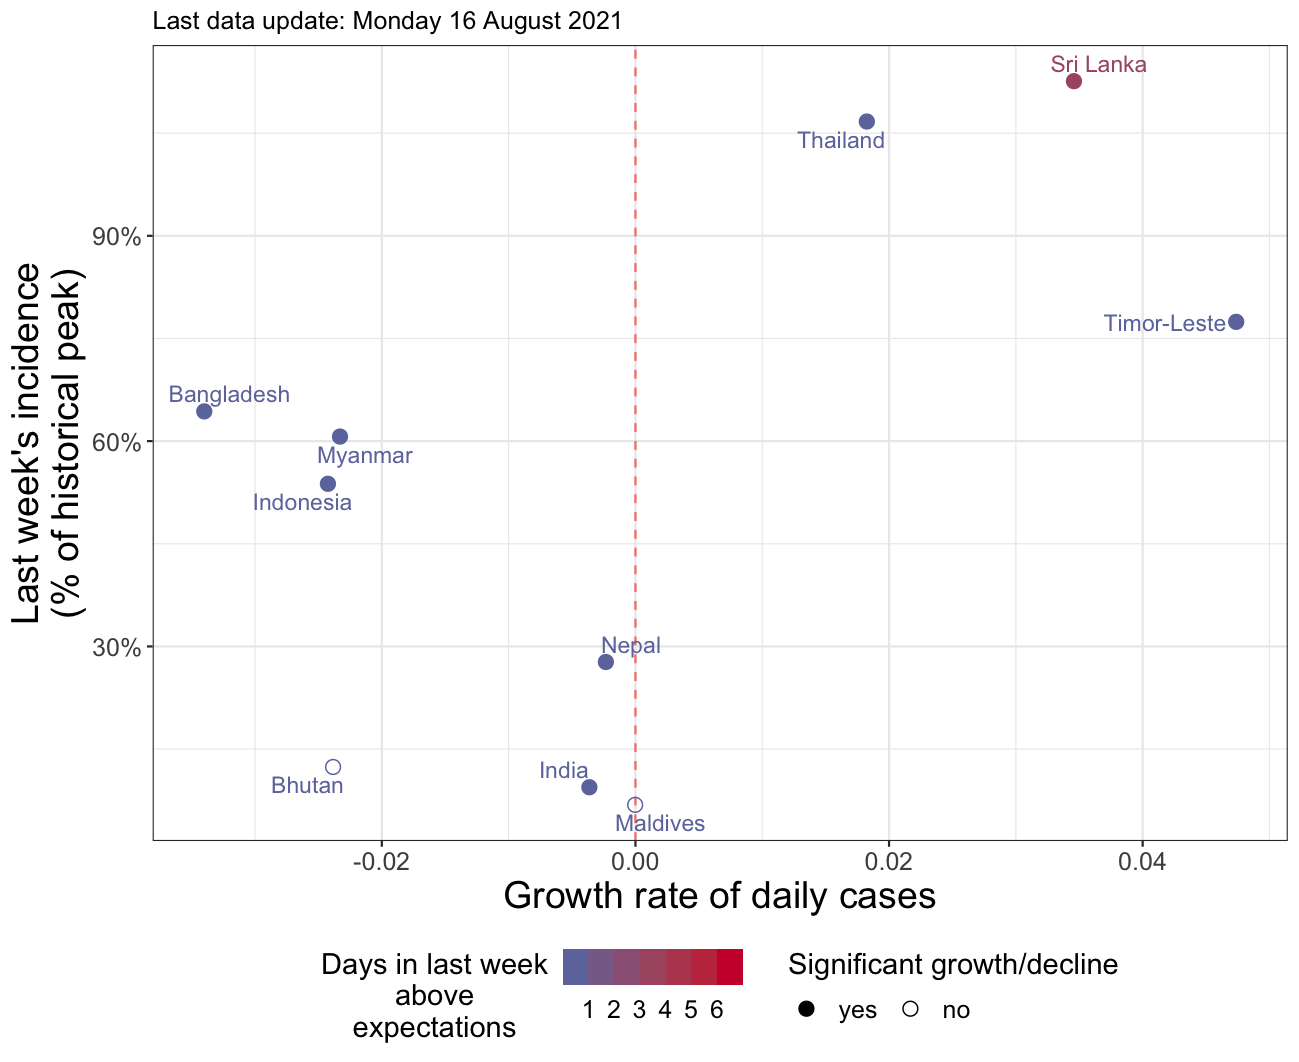 Last data update: Monday 16 August 2021
Sri Lanka
Thailand
90%
Timor-Leste
Bangladesh
60%
Myanmar
Indonesia
Nepal
30%
India
Bhutan
Maldives
Last week's incidence
(% of historical peak)
-0.02 0.00 0.02 0.04
Growth rate of daily cases
Days in last week
above
expectations
1 2 3 4 5 6
Significant growth/decline
yes no